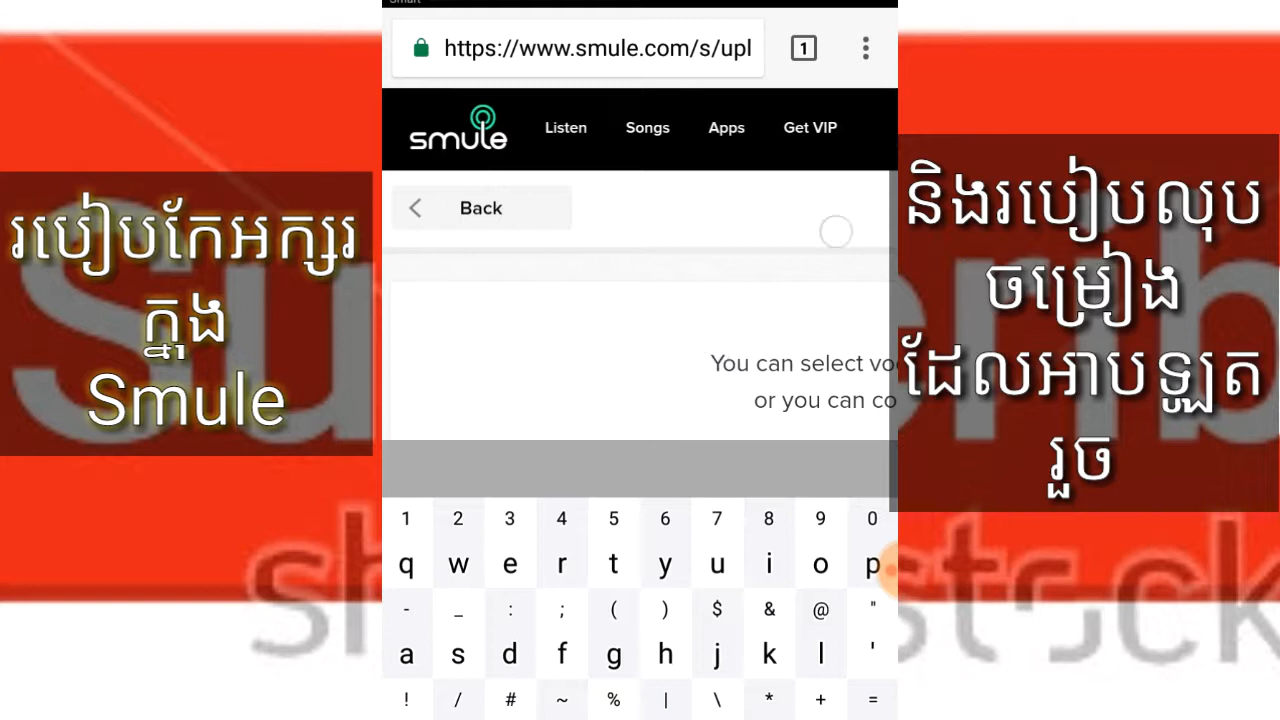 Smart
https://www.smule.com/s/upl
1
smule
Listen Songs Apps Get VIP
Back
You can select vo
or you can co
1 2 3 4 5 6 7 8 9 0
q w e r t y u i o p
- _ : ; ( ) $ & @ "
a s d f g h j k l '
! / # ~ % | \ * + =
របៀបកែអក្សរ
ក្នុង
Smule
និងរបៀបលុប
ចម្រៀង
ដែលអាបឡូត
រួច